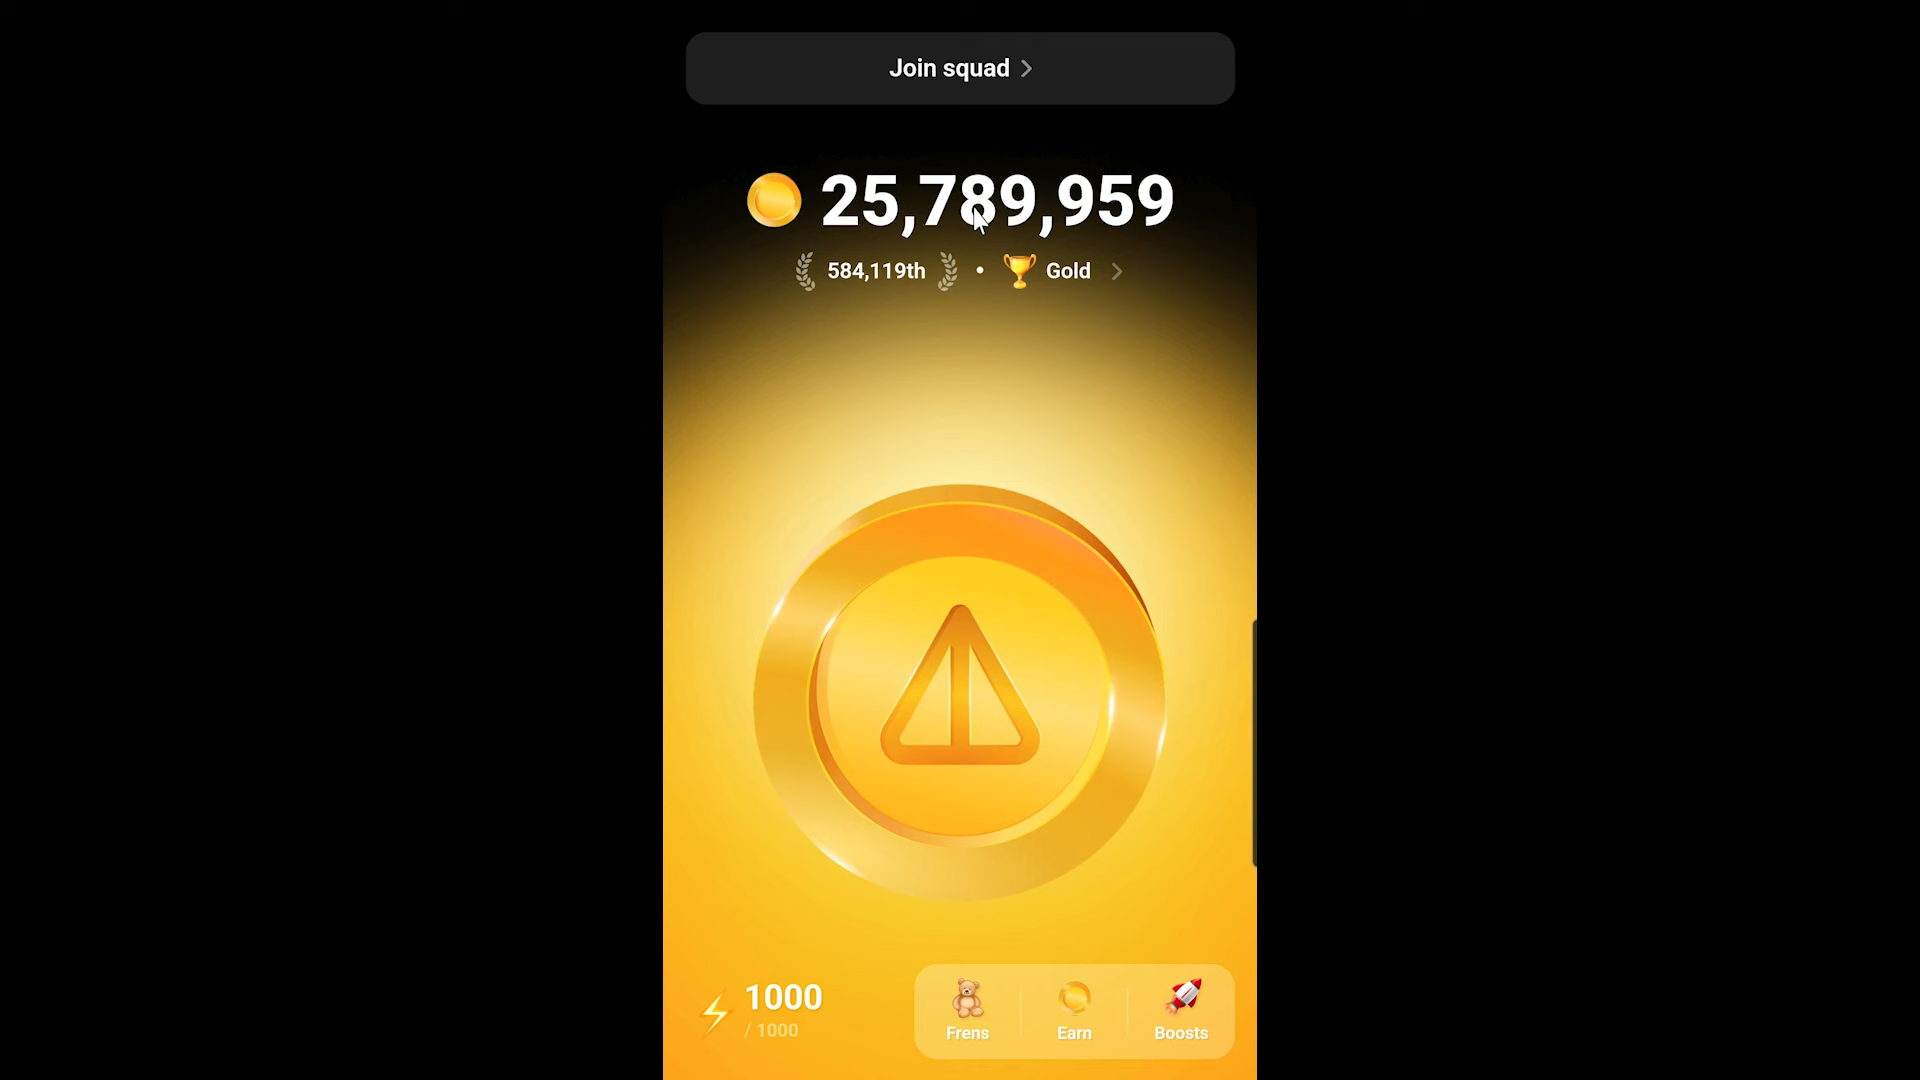 Join squad
25,789,959
584,119th • Gold
1000
/ 1000
Frens
Earn
Boosts